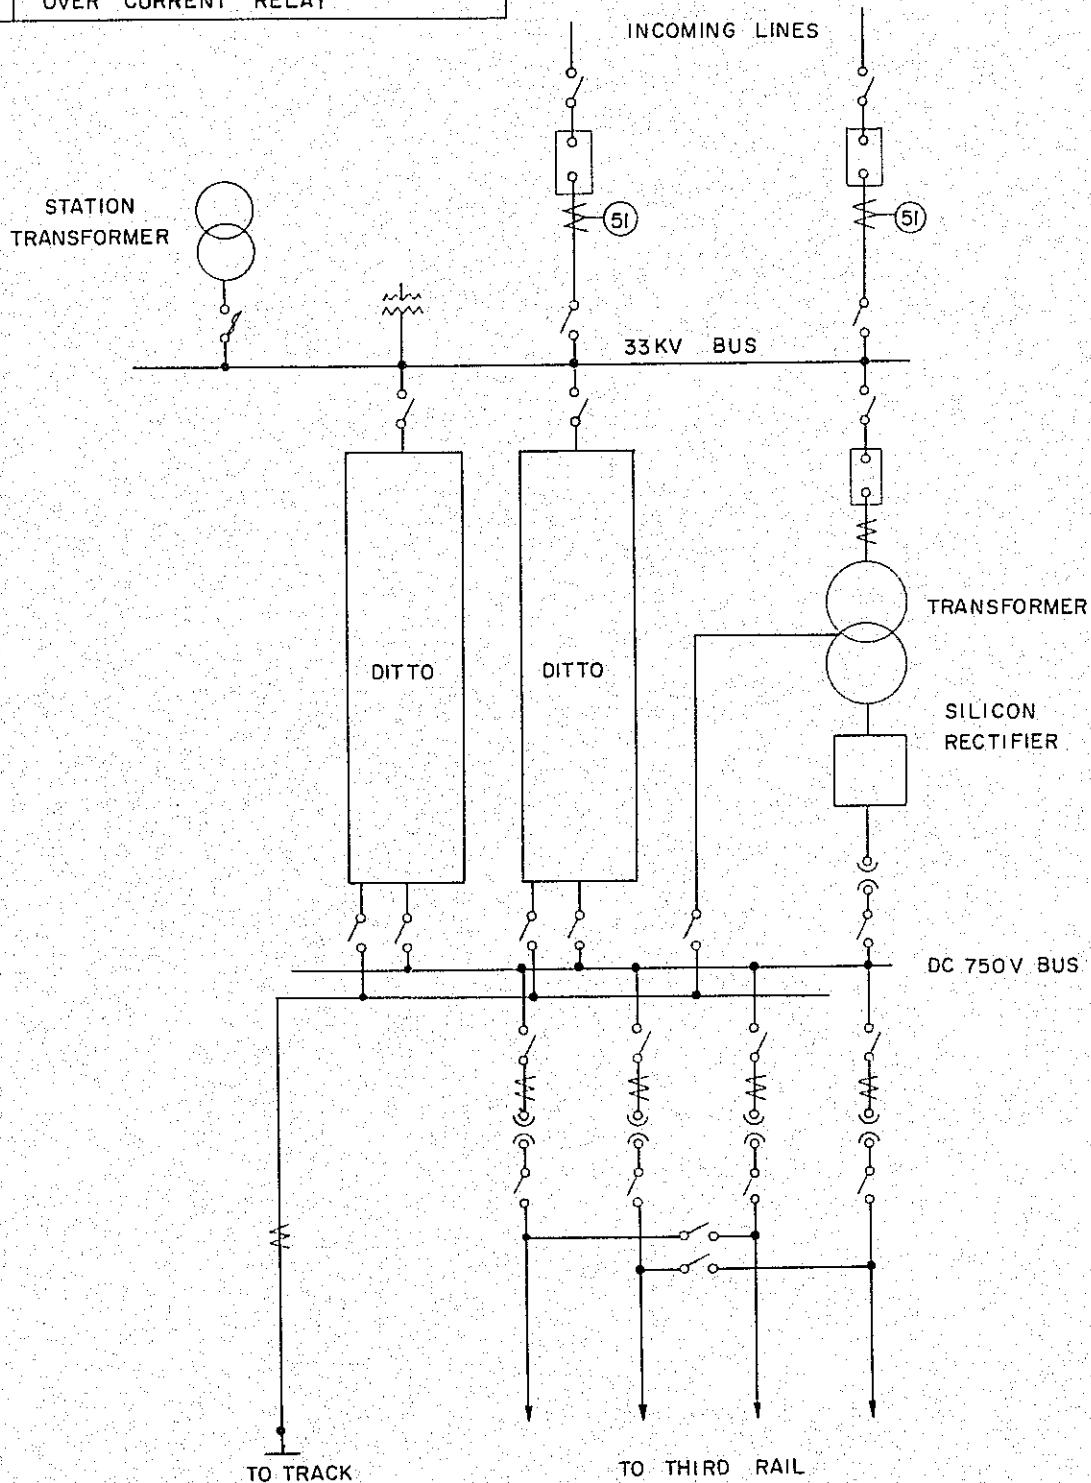 OVER CURRENT RELAY
INCOMING LINES
STATION
TRANSFORMER
51
51
33KV BUS
DITTO
DITTO
TRANSFORMER
SILICON
RECTIFIER
DC 750V BUS
TO TRACK
TO THIRD RAIL